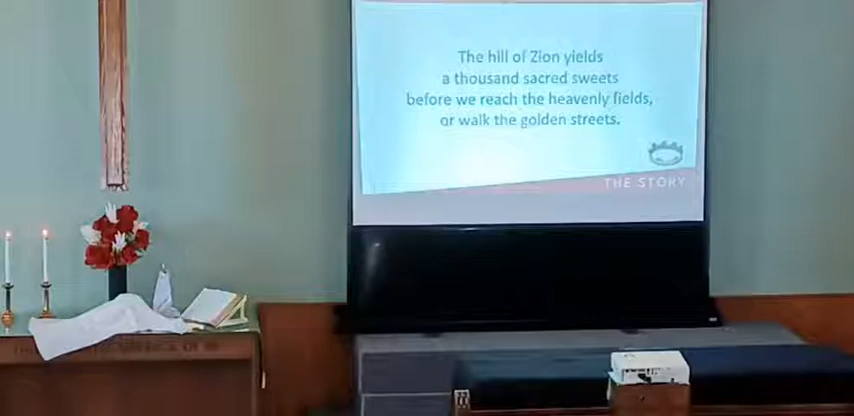 The hill of Zion yields
a thousand sacred sweets
before we reach the heavenly fields,
or walk the golden streets.
THE STORY